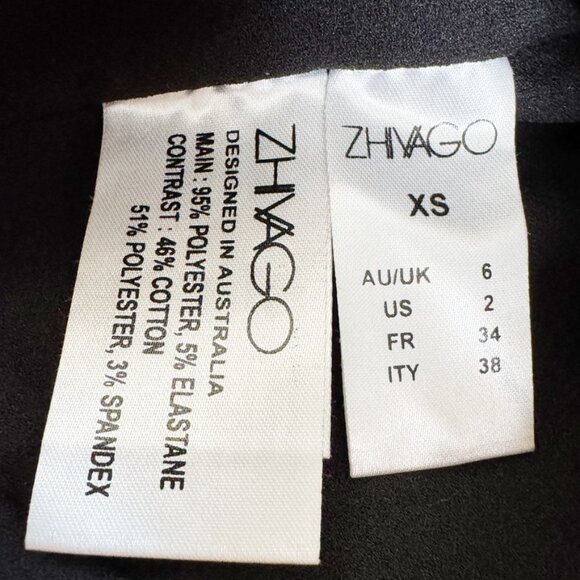 ZHIVAGO
DESIGNED IN AUSTRALIA
MAIN : 95% POLYESTER, 5% ELASTANE
CONTRAST : 46% COTTON
51% POLYESTER, 3% SPANDEX
ZHIVAGO
XS
AU/UK 6
US 2
FR 34
ITY 38